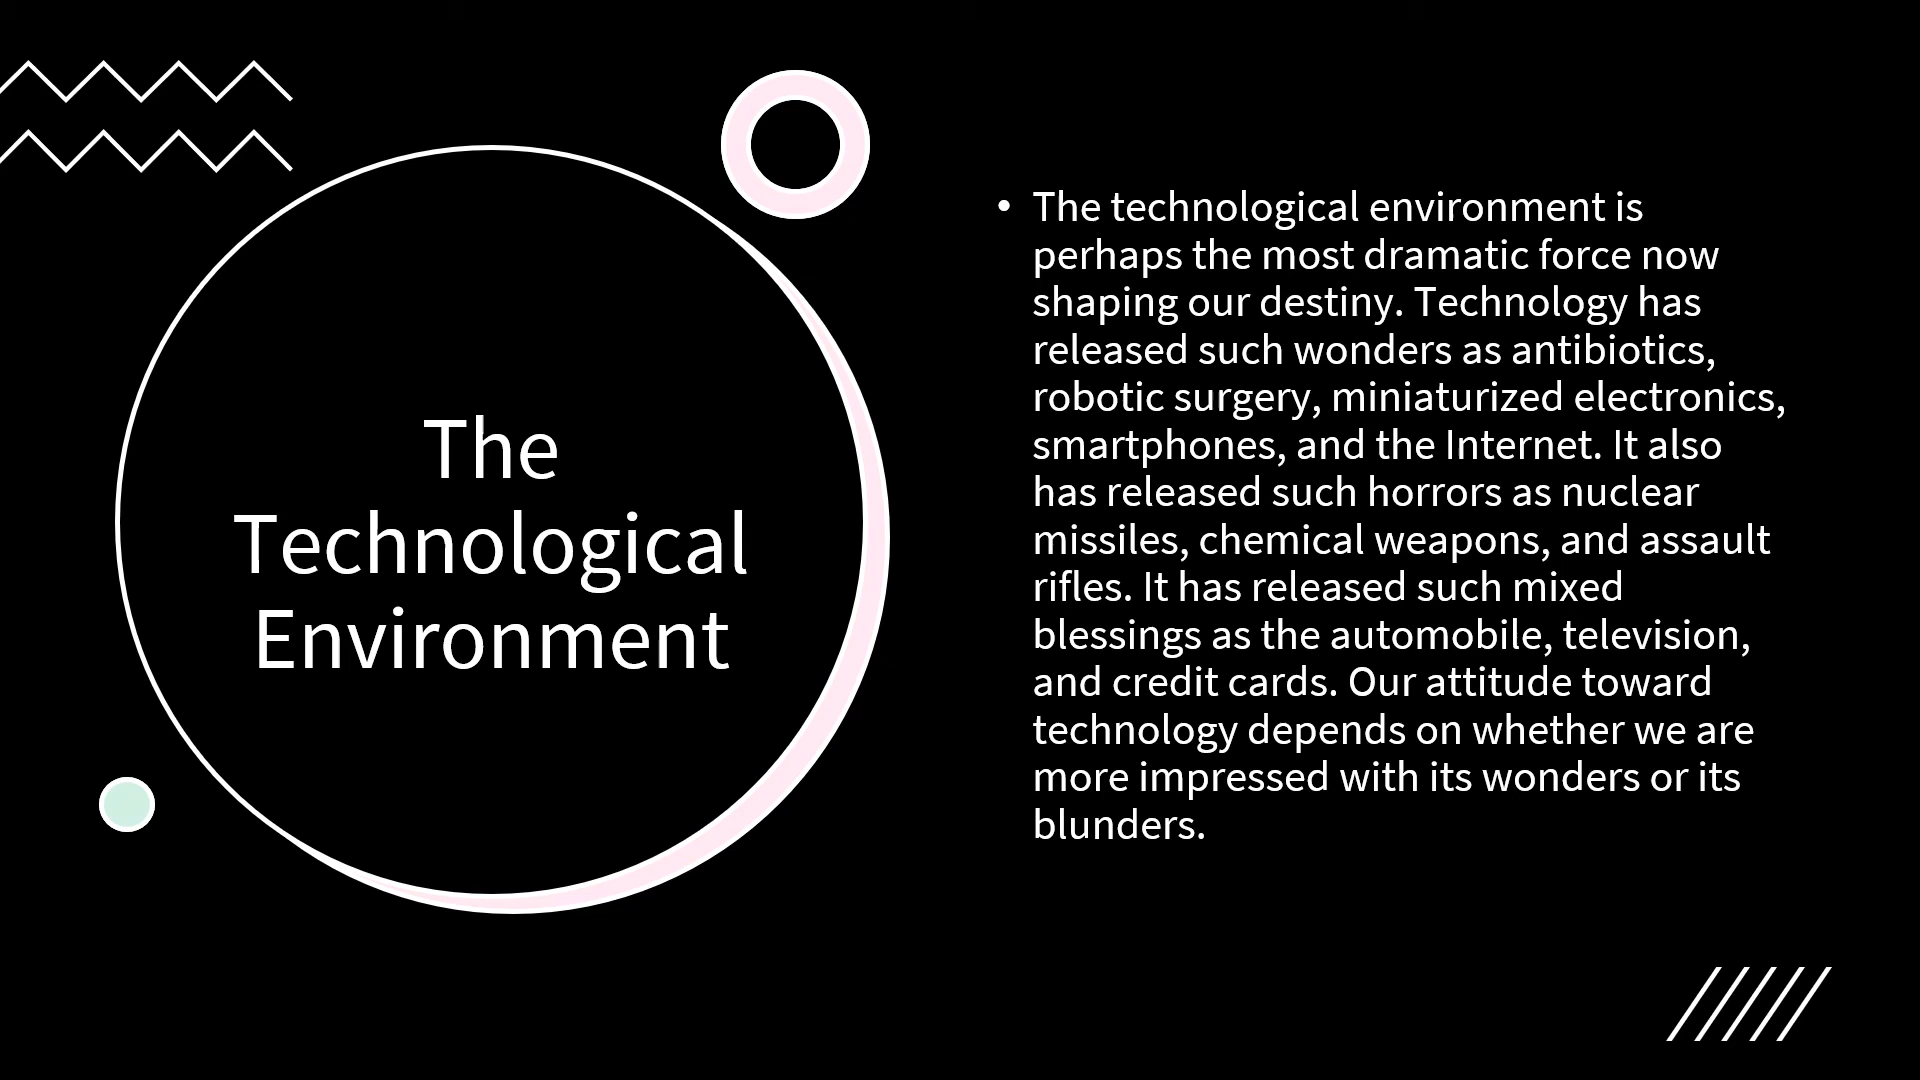 The
Technological
Environment
• The technological environment is
perhaps the most dramatic force now
shaping our destiny. Technology has
released such wonders as antibiotics,
robotic surgery, miniaturized electronics,
smartphones, and the Internet. It also
has released such horrors as nuclear
missiles, chemical weapons, and assault
rifles. It has released such mixed
blessings as the automobile, television,
and credit cards. Our attitude toward
technology depends on whether we are
more impressed with its wonders or its
blunders.